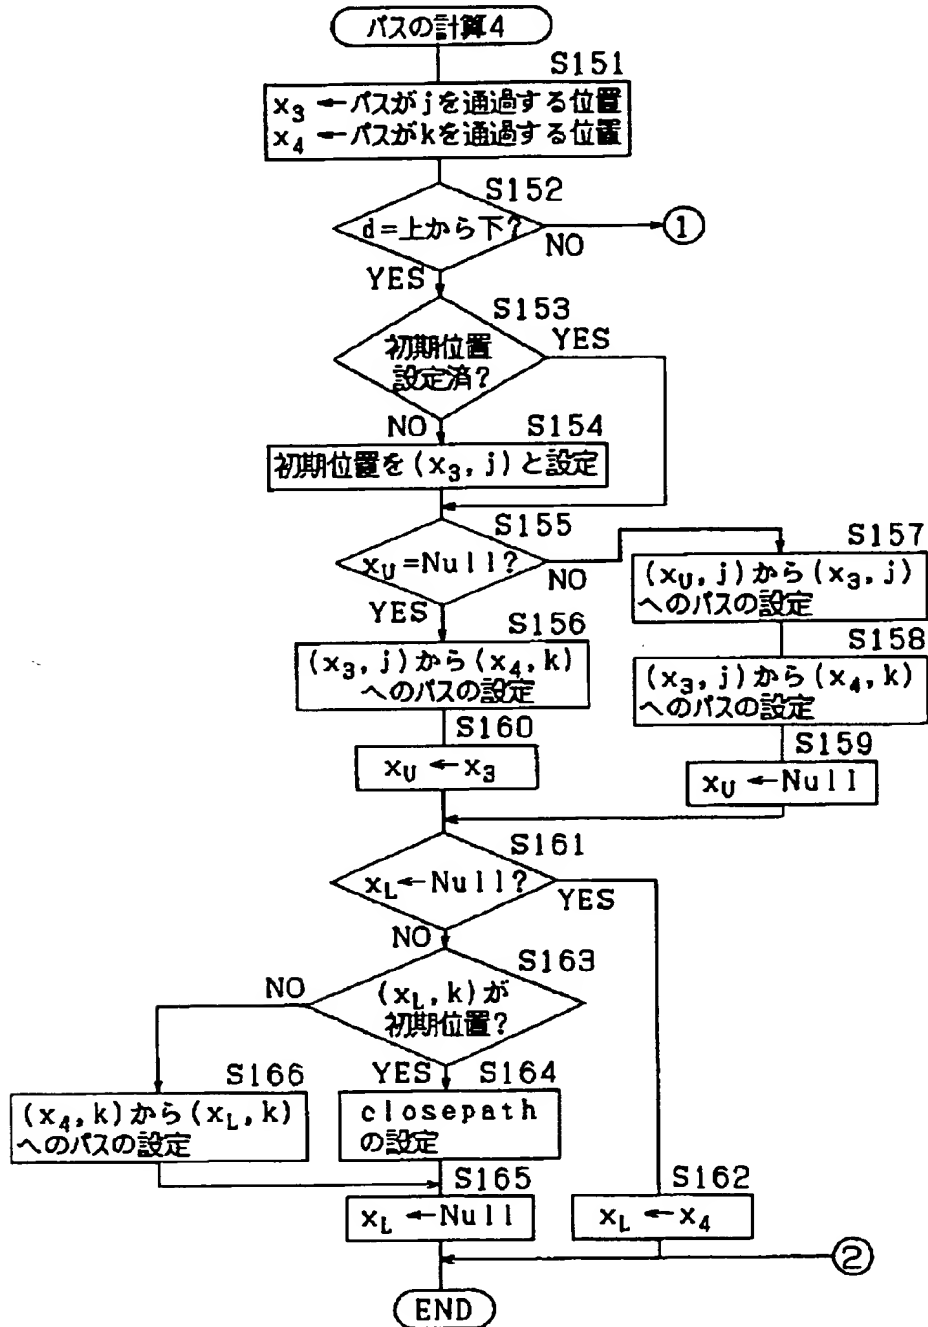 パスの計算4
S151
x3 ←パスがjを通過する位置
x4 ←パスがkを通過する位置
S152
d=上から下?
NO
①
YES
S153
初期位置
設定済?
YES
NO
S154
初期位置を(x3, j)と設定
S155
xU=Null?
NO
YES
S157
(xU, j)から(x3, j)
へのパスの設定
S156
(x3, j)から(x4, k)
へのパスの設定
S158
(x3, j)から(x4, k)
へのパスの設定
S160
xU ←x3
S159
xU ←Null
S161
xL←Null?
YES
NO
S163
(xL, k)が
初期位置?
NO
YES
S166
(x4, k)から(xL, k)
へのパスの設定
S164
closepath
の設定
S165
xL ←Null
S162
xL ←x4
②
END